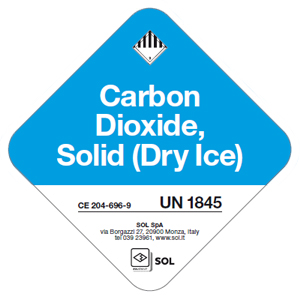 Carbon
Dioxide,
Solid (Dry Ice)
CE 204-696-9 UN 1845
SOL SpA
via Borgazzi 27, 20900 Monza, Italy
tel 039 23961, www.sol.it
SOL